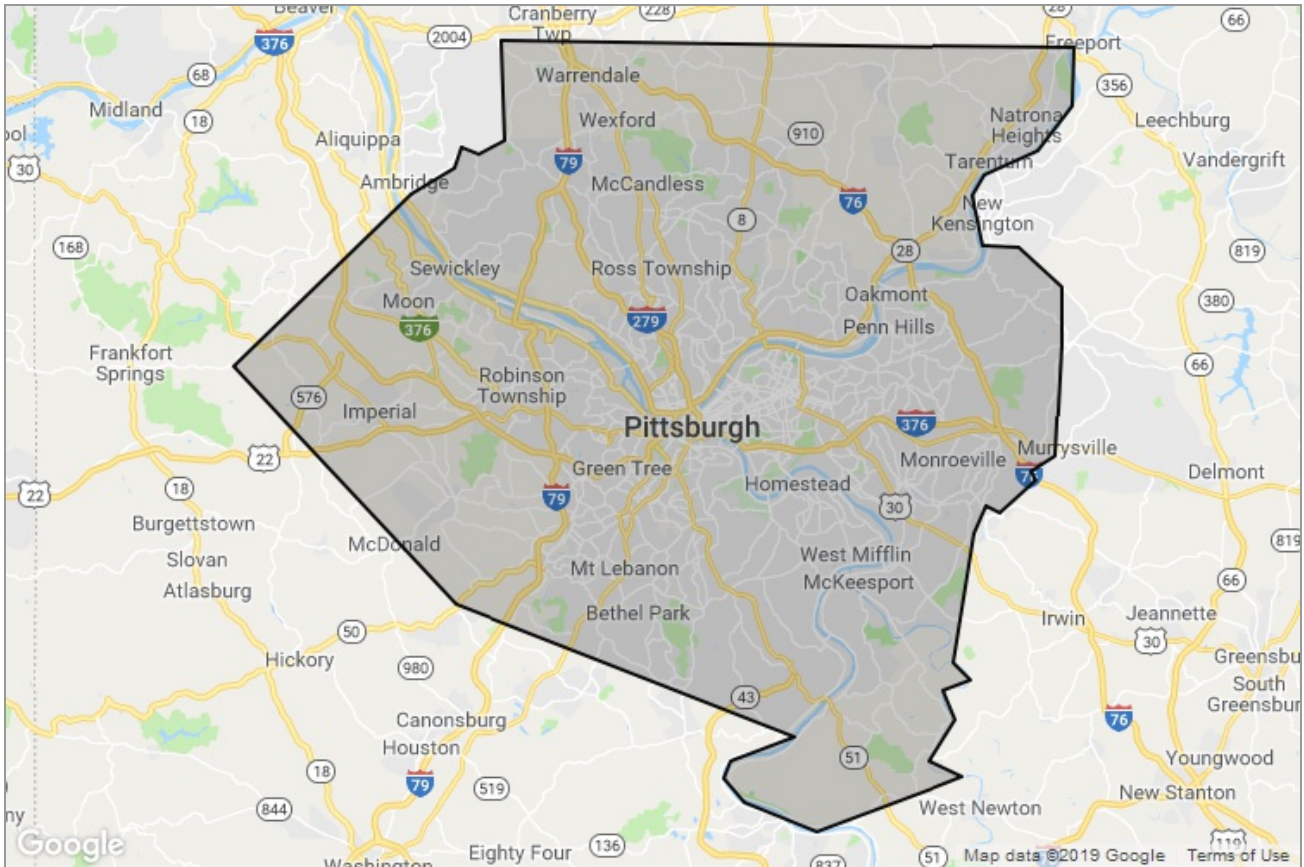 Beaver
Cranberry
Twp
228
66
28
376
2004
Freeport
68
Warrendale
356
Midland
18
Wexford
Natrona
Heights
Leechburg
910
ool
Aliquippa
30
79
Tarentum
Vandergrift
Ambridge
McCandless
76
New
Kensington
8
168
28
819
Sewickley
Ross Township
Moon
Oakmont
380
376
279
Penn Hills
Frankfort
Springs
66
Robinson
Township
576
Imperial
Pittsburgh
376
22
Murrysville
Green Tree
Monroeville
Delmont
18
Homestead
22
79
30
Burgettstown
McDonald
819
Slovan
West Mifflin
Atlasburg
Mt Lebanon
McKeesport
66
Bethel Park
Irwin
Jeannette
50
30
Hickory
980
Greensbu
South
Greensbur
43
Canonsburg
76
Houston
51
Youngwood
18
79
519
New Stanton
844
West Newton
ny
136
119
Google
Eighty Four
Washington
837
51
Map data ©2019 Google
Terms of Use